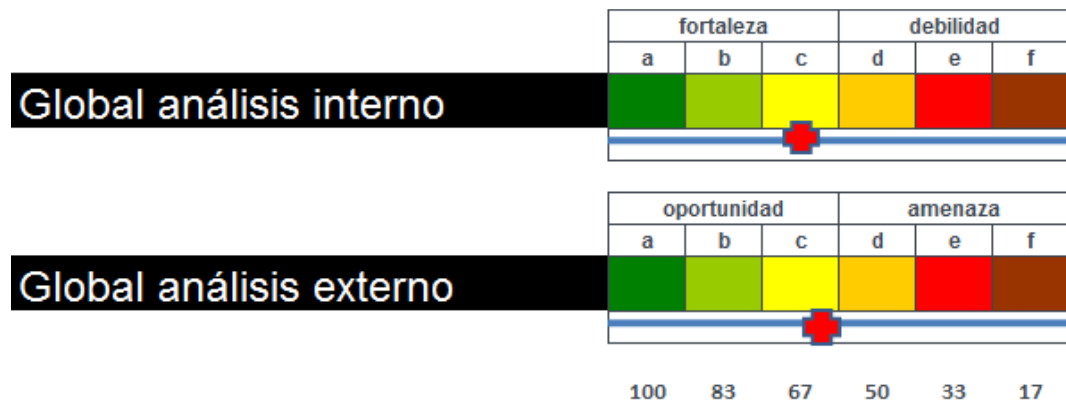 fortaleza debilidad
a b c d e f
Global análisis interno
oportunidad amenaza
a b c d e f
Global análisis externo
100 83 67 50 33 17